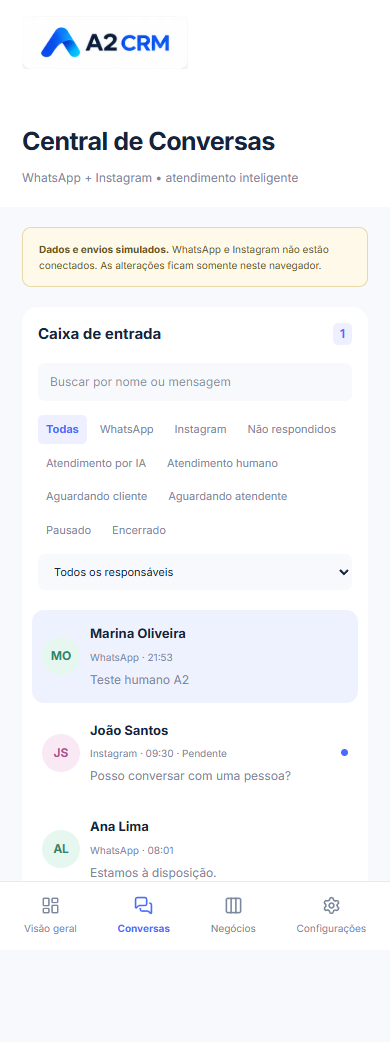 A2 CRM
Central de Conversas
WhatsApp + Instagram • atendimento inteligente
Dados e envios simulados. WhatsApp e Instagram não estão
conectados. As alterações ficam somente neste navegador.
Caixa de entrada
1
Buscar por nome ou mensagem
Todas WhatsApp Instagram Não respondidos
Atendimento por IA Atendimento humano
Aguardando cliente Aguardando atendente
Pausado Encerrado
Todos os responsáveis
MO
Marina Oliveira
WhatsApp · 21:53
Teste humano A2
JS
João Santos
Instagram · 09:30 · Pendente
Posso conversar com uma pessoa?
AL
Ana Lima
WhatsApp · 08:01
Estamos à disposição.
Visão geral Conversas Negócios Configurações